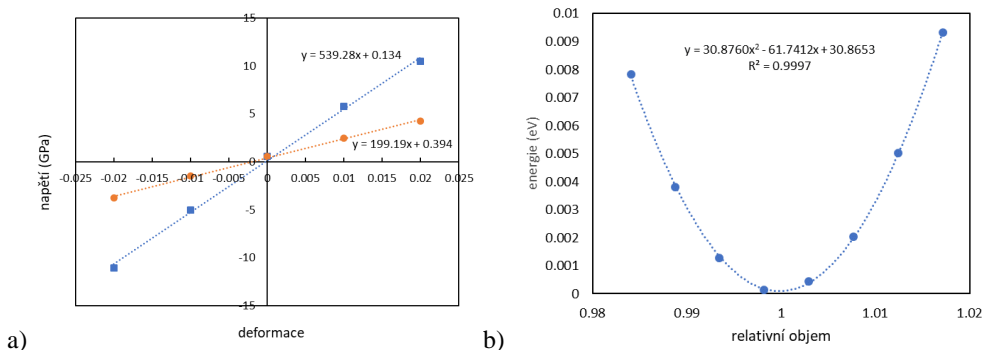 15
10
5
0
-5
-10
-15
-0.025 -0.02 -0.015 -0.01 -0.005 0 0.005 0.01 0.015 0.02 0.025
y = 539.28x + 0.134
y = 199.19x + 0.394
napětí (GPa)
deformace
a)
0.01
0.009
0.008
0.007
0.006
0.005
0.004
0.003
0.002
0.001
0
0.98 0.99 1 1.01 1.02
y = 30.8760x² - 61.7412x + 30.8653
R² = 0.9997
energie (eV)
relativní objem
b)